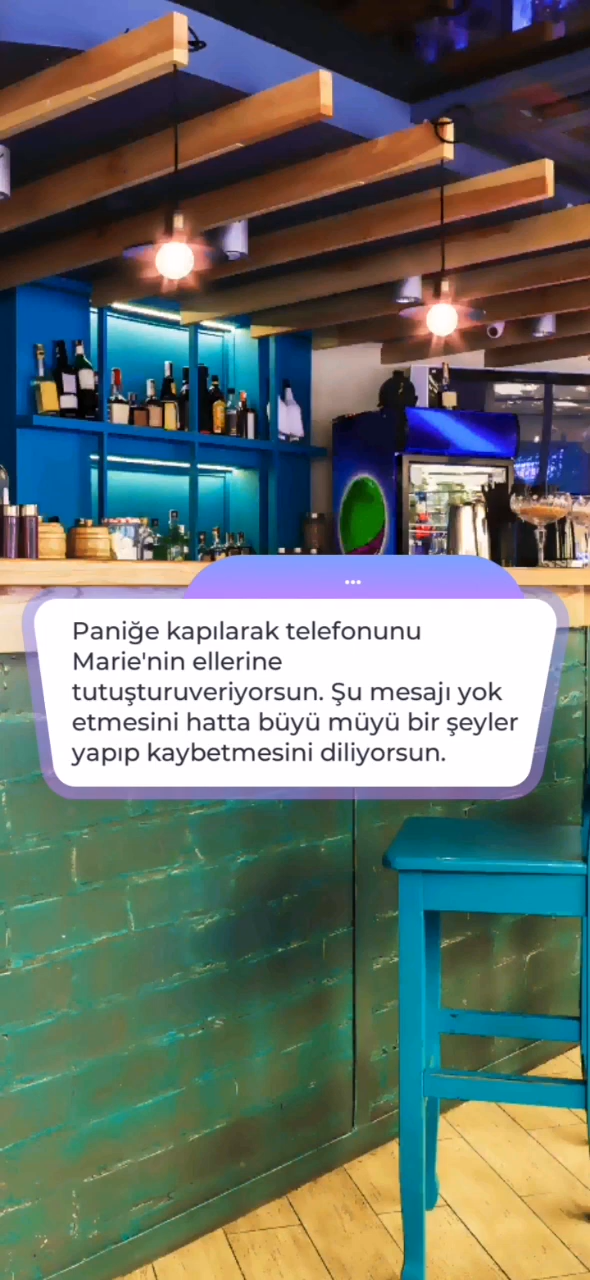 ...
Paniğe kapılarak telefonunu
Marie'nin ellerine
tutuşturuveriyorsun. Şu mesajı yok
etmesini hatta büyü müyü bir şeyler
yapıp kaybetmesini diliyorsun.